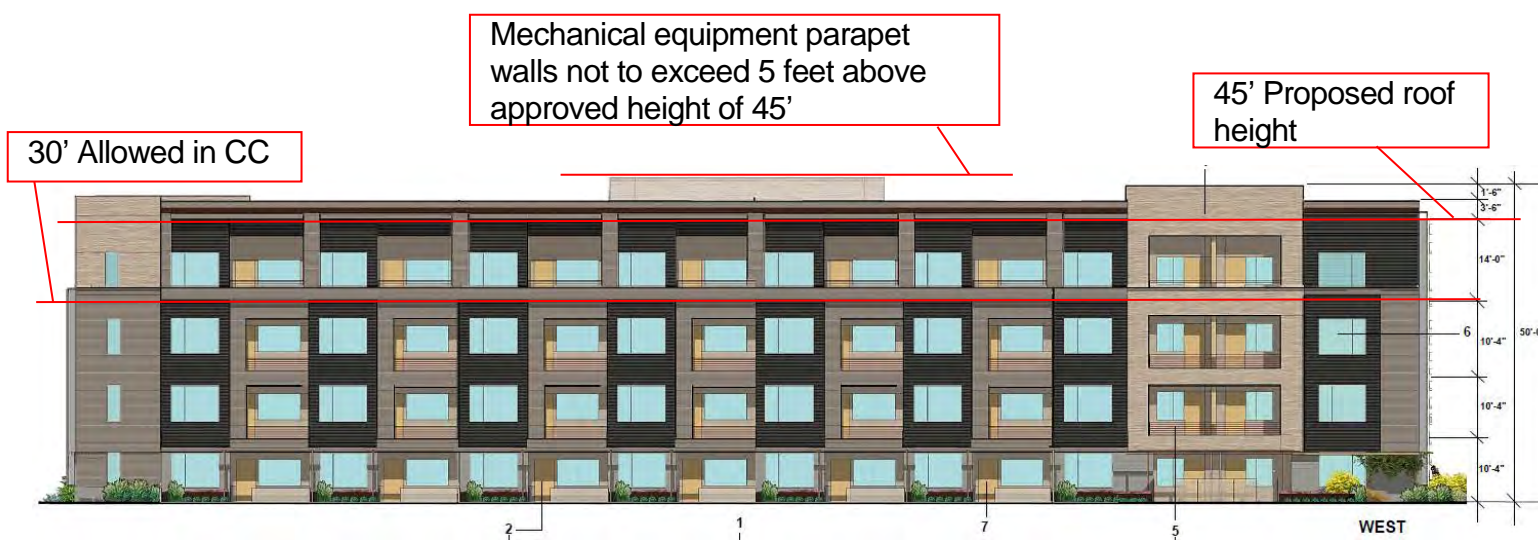 Mechanical equipment parapet
walls not to exceed 5 feet above
approved height of 45'
45' Proposed roof
height
30' Allowed in CC
1'-6"
3'-6"
14'-0"
6
10'-4"
10'-4"
10'-4"
2
1
7
5
WEST